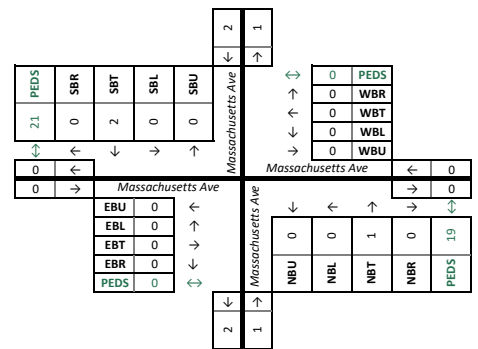 2 1
↓ ↑
PEDS SBR SBT SBL SBU
21 0 2 0 0
↕ ← ↓ → ↑
Massachusetts Ave
↔ 0 PEDS
↑ 0 WBR
← 0 WBT
↓ 0 WBL
→ 0 WBU
0 ←
0 →
Massachusetts Ave
← 0
→ 0
Massachusetts Ave
EBU 0 ←
EBL 0 ↑
EBT 0 →
EBR 0 ↓
PEDS 0 ↔
Massachusetts Ave
↓ ← ↑ → ↕
0 0 1 0 19
NBU NBL NBT NBR PEDS
↓ ↑
2 1